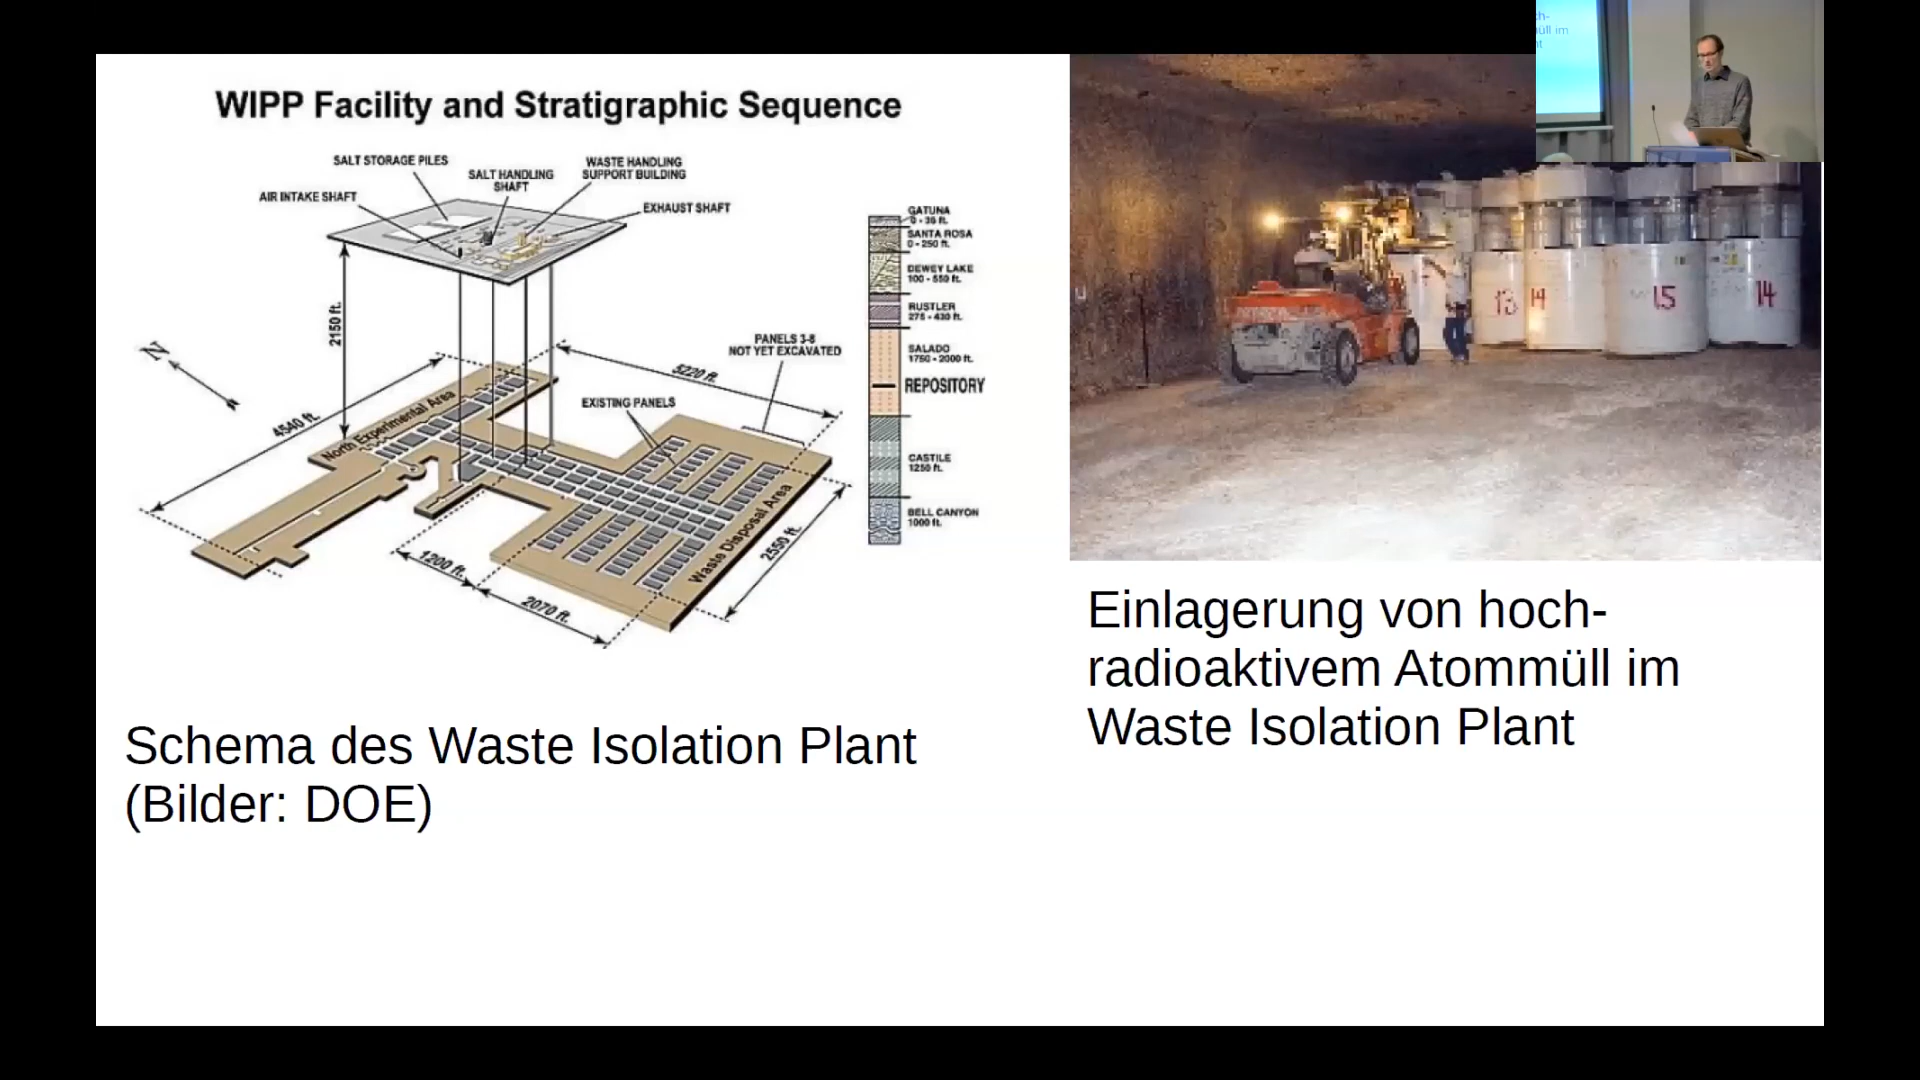 WIPP Facility and Stratigraphic Sequence
SALT STORAGE PILES
SALT HANDLING
SHAFT
WASTE HANDLING
SUPPORT BUILDING
AIR INTAKE SHAFT
EXHAUST SHAFT
2150 ft.
N
4540 ft.
North Experimental Area
5220 ft.
PANELS 3-8
NOT YET EXCAVATED
EXISTING PANELS
Waste Disposal Area
2550 ft.
1200 ft.
2070 ft.
GATUNA
0 - 35 ft.
SANTA ROSA
0 - 250 ft.
DEWEY LAKE
100 - 550 ft.
RUSTLER
275 - 430 ft.
SALADO
1750 - 2000 ft.
REPOSITORY
CASTILE
1250 ft.
BELL CANYON
1000 ft.
Schema des Waste Isolation Plant
(Bilder: DOE)
13
14
15
14
Einlagerung von hoch-
radioaktivem Atommüll im
Waste Isolation Plant